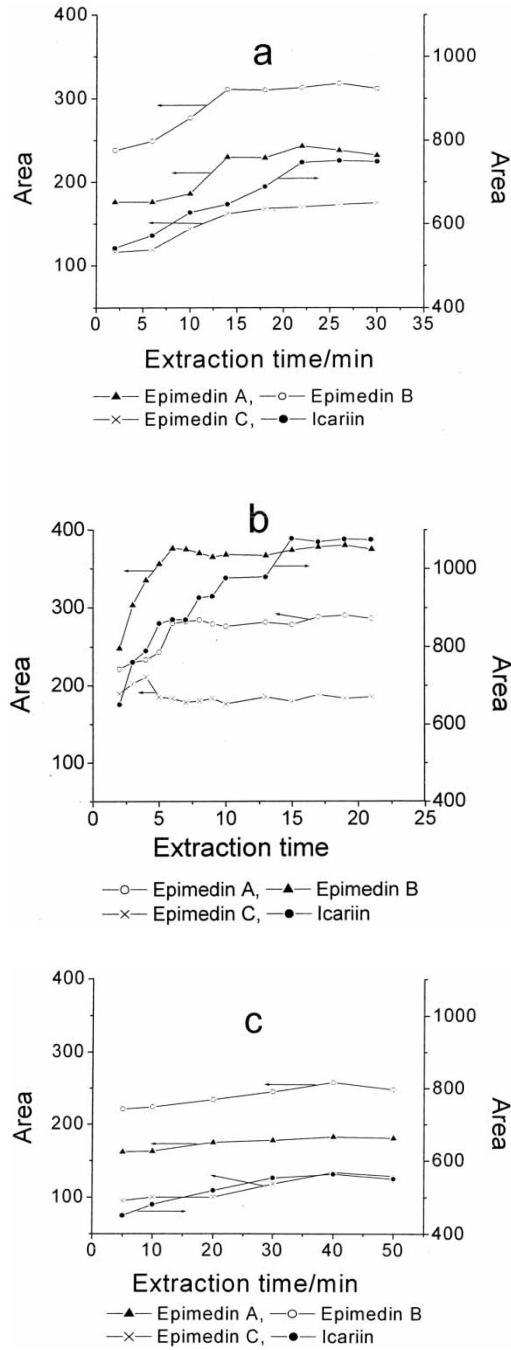 a
400
300
200
100
1000
800
600
400
Area
Area
0 5 10 15 20 25 30 35
Extraction time/min
Epimedin A, Epimedin B
Epimedin C, Icariin
b
400
300
200
100
1000
800
600
400
Area
Area
0 5 10 15 20 25
Extraction time
Epimedin A, Epimedin B
Epimedin C, Icariin
c
400
300
200
100
1000
800
600
400
Area
Area
0 10 20 30 40 50
Extraction time/min
Epimedin A, Epimedin B
Epimedin C, Icariin